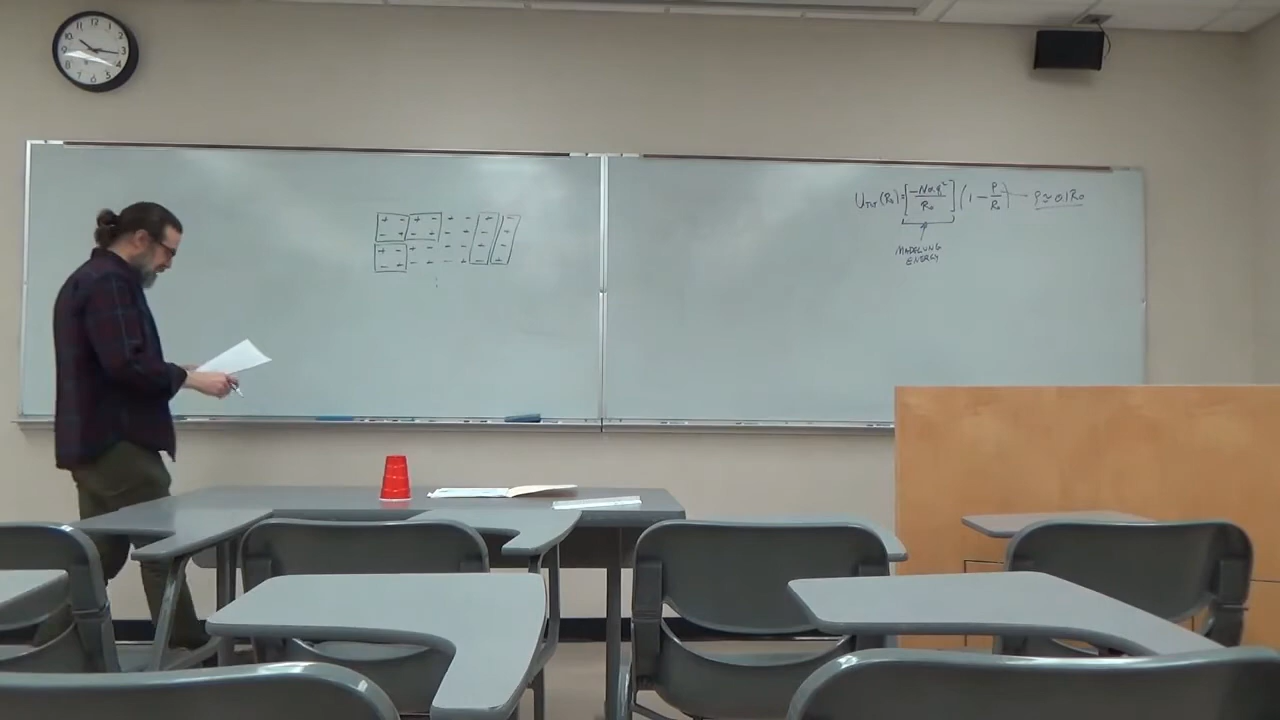 + - + - + - - -
- + - + - - + +
+ - + + - - + +
- + - - - + - -
U_TOT(R₀) = [-Nαq²/R₀] (1 - ρ/R₀) — ρ ≈ 0.1R₀
MADELUNG
ENERGY